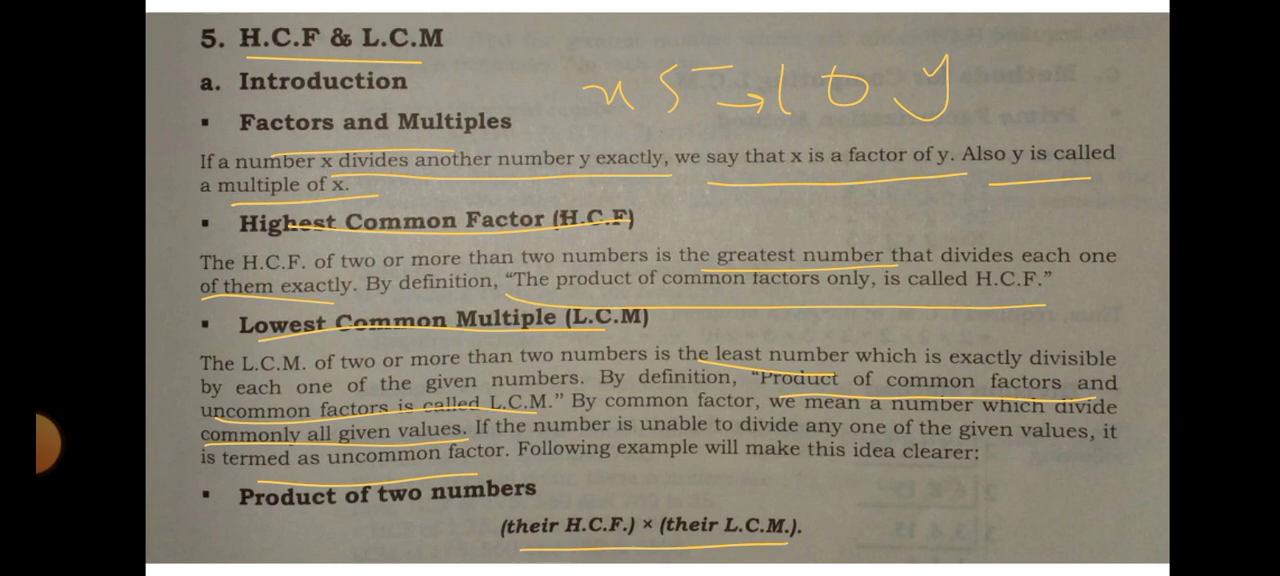 5. H.C.F & L.C.M
x 5 → 10 y
a. Introduction
▪ Factors and Multiples
If a number x divides another number y exactly, we say that x is a factor of y. Also y is called
a multiple of x.
▪ Highest Common Factor (H.C.F)
The H.C.F. of two or more than two numbers is the greatest number that divides each one
of them exactly. By definition, “The product of common factors only, is called H.C.F.”
▪ Lowest Common Multiple (L.C.M)
The L.C.M. of two or more than two numbers is the least number which is exactly divisible
by each one of the given numbers. By definition, “Product of common factors and
uncommon factors is called L.C.M.” By common factor, we mean a number which divide
commonly all given values. If the number is unable to divide any one of the given values, it
is termed as uncommon factor. Following example will make this idea clearer:
▪ Product of two numbers
(their H.C.F.) × (their L.C.M.).